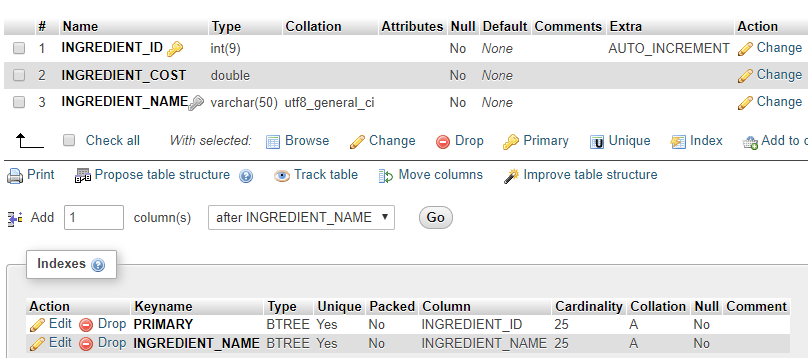 # Name Type Collation Attributes Null Default Comments Extra Action
1 INGREDIENT_ID int(9) No None AUTO_INCREMENT Change
2 INGREDIENT_COST double No None Change
3 INGREDIENT_NAME varchar(50) utf8_general_ci No None Change
Check all With selected: Browse Change Drop Primary Unique Index Add to c
Print Propose table structure Track table Move columns Improve table structure
Add 1 column(s) after INGREDIENT_NAME Go
Indexes
Action Keyname Type Unique Packed Column Cardinality Collation Null Comment
Edit Drop PRIMARY BTREE Yes No INGREDIENT_ID 25 A No
Edit Drop INGREDIENT_NAME BTREE Yes No INGREDIENT_NAME 25 A No